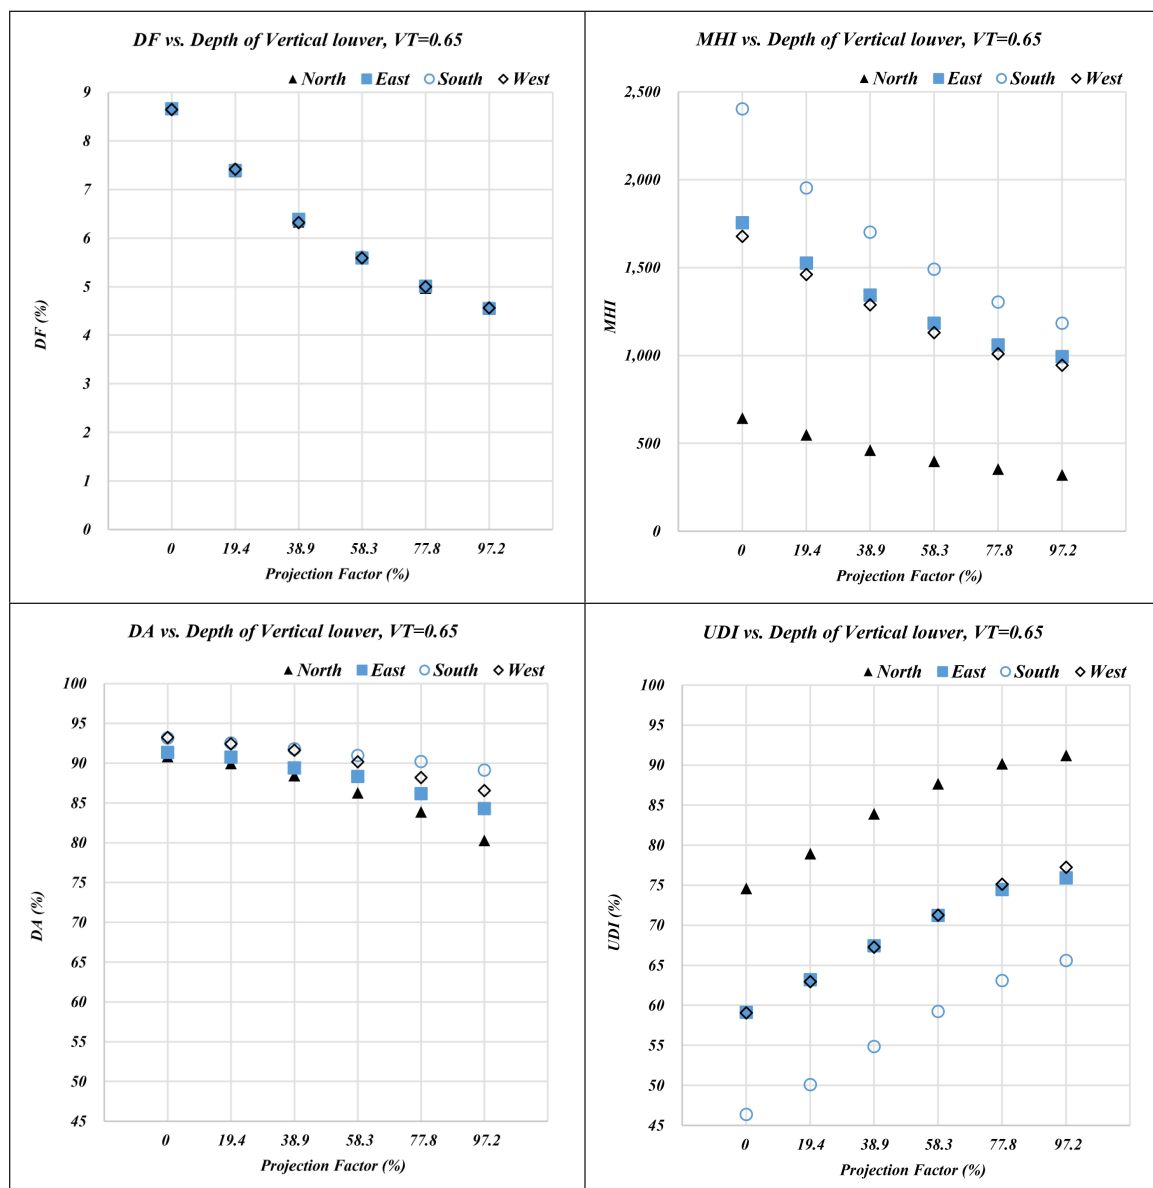 DF vs. Depth of Vertical louver, VT=0.65
North East South West
9
8
7
6
5
4
3
2
1
0
DF (%)
0 19.4 38.9 58.3 77.8 97.2
Projection Factor (%)
MHI vs. Depth of Vertical louver, VT=0.65
North East South West
2,500
2,000
1,500
1,000
500
0
MHI
0 19.4 38.9 58.3 77.8 97.2
Projection Factor (%)
DA vs. Depth of Vertical louver, VT=0.65
North East South West
100
95
90
85
80
75
70
65
60
55
50
45
DA (%)
0 19.4 38.9 58.3 77.8 97.2
Projection Factor (%)
UDI vs. Depth of Vertical louver, VT=0.65
North East South West
100
95
90
85
80
75
70
65
60
55
50
45
UDI (%)
0 19.4 38.9 58.3 77.8 97.2
Projection Factor (%)